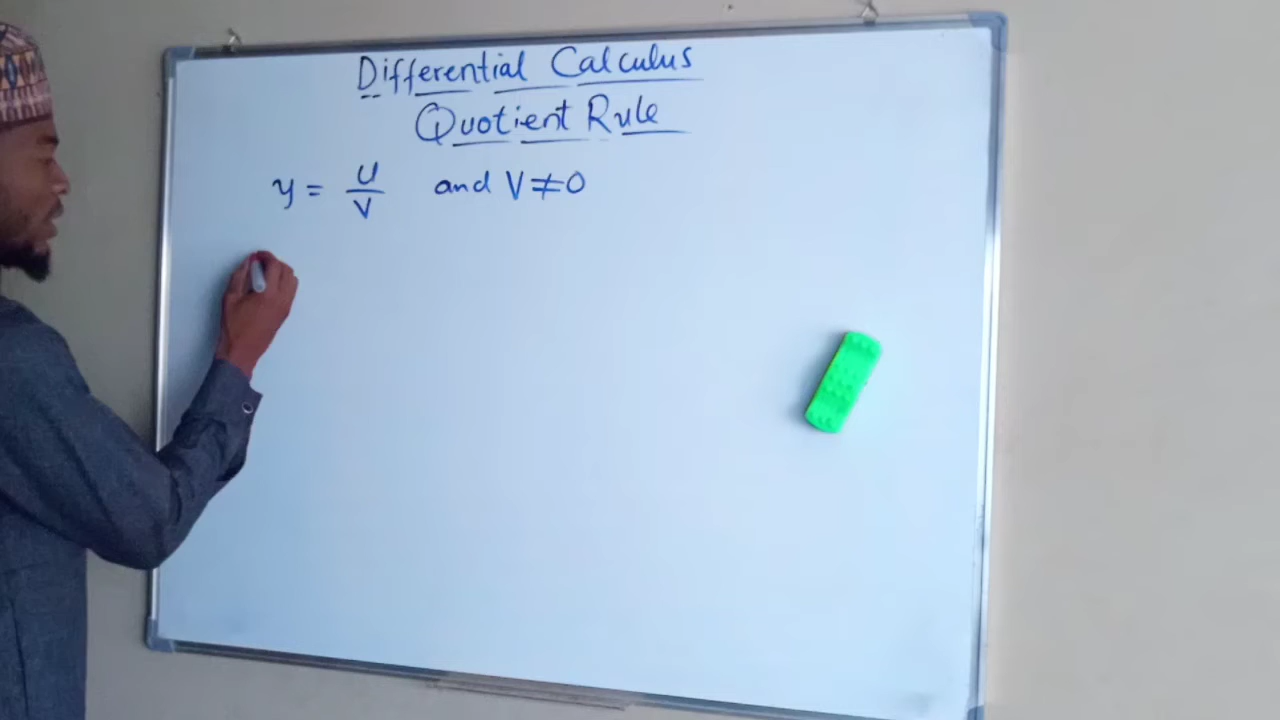 Differential Calculus
Quotient Rule
y = U/V and V ≠ 0